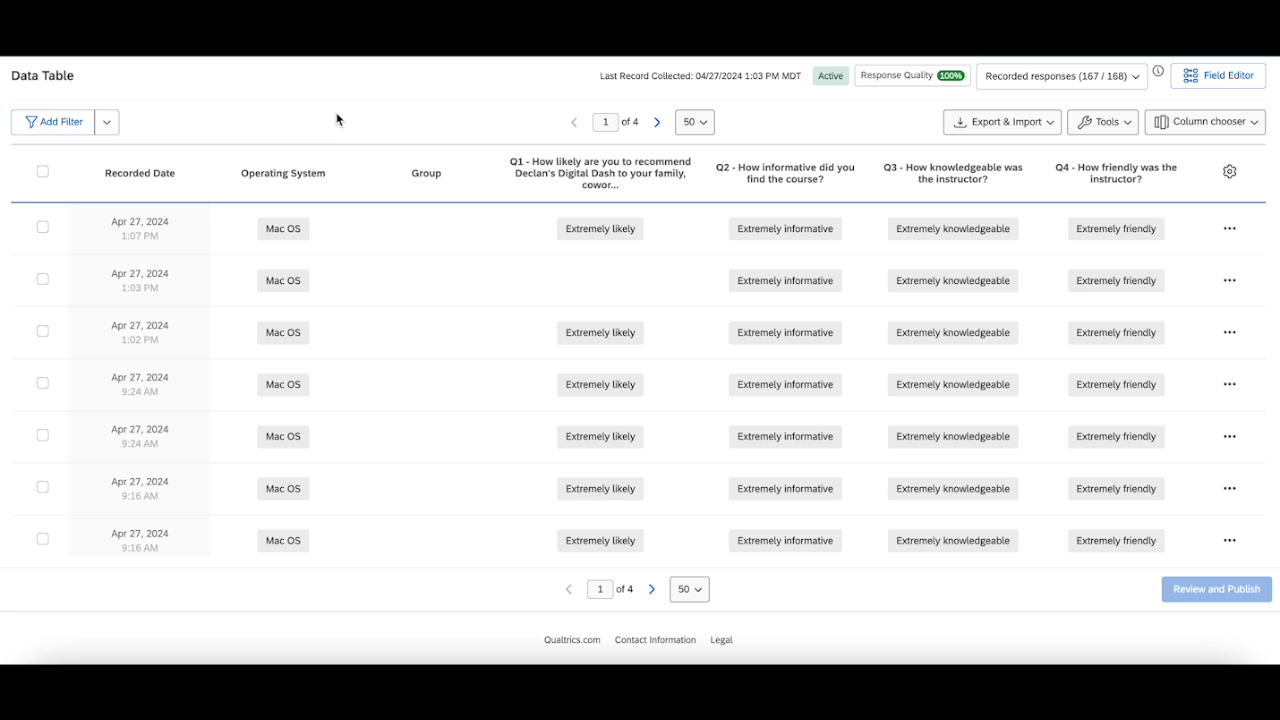 Data Table
Last Record Collected: 04/27/2024 1:03 PM MDT
Active
Response Quality 100%
Recorded responses (167 / 168)
Field Editor
Add Filter
1 of 4
50
Export & Import
Tools
Column chooser
Recorded Date
Operating System
Group
Q1 - How likely are you to recommend
Declan's Digital Dash to your family,
cowor...
Q2 - How informative did you
find the course?
Q3 - How knowledgeable was
the instructor?
Q4 - How friendly was the
instructor?
Apr 27, 2024
1:07 PM
Mac OS
Extremely likely
Extremely informative
Extremely knowledgeable
Extremely friendly
Apr 27, 2024
1:03 PM
Mac OS
Extremely informative
Extremely knowledgeable
Extremely friendly
Apr 27, 2024
1:02 PM
Mac OS
Extremely likely
Extremely informative
Extremely knowledgeable
Extremely friendly
Apr 27, 2024
9:24 AM
Mac OS
Extremely likely
Extremely informative
Extremely knowledgeable
Extremely friendly
Apr 27, 2024
9:24 AM
Mac OS
Extremely likely
Extremely informative
Extremely knowledgeable
Extremely friendly
Apr 27, 2024
9:16 AM
Mac OS
Extremely likely
Extremely informative
Extremely knowledgeable
Extremely friendly
Apr 27, 2024
9:16 AM
Mac OS
Extremely likely
Extremely informative
Extremely knowledgeable
Extremely friendly
1 of 4
50
Review and Publish
Qualtrics.com
Contact Information
Legal